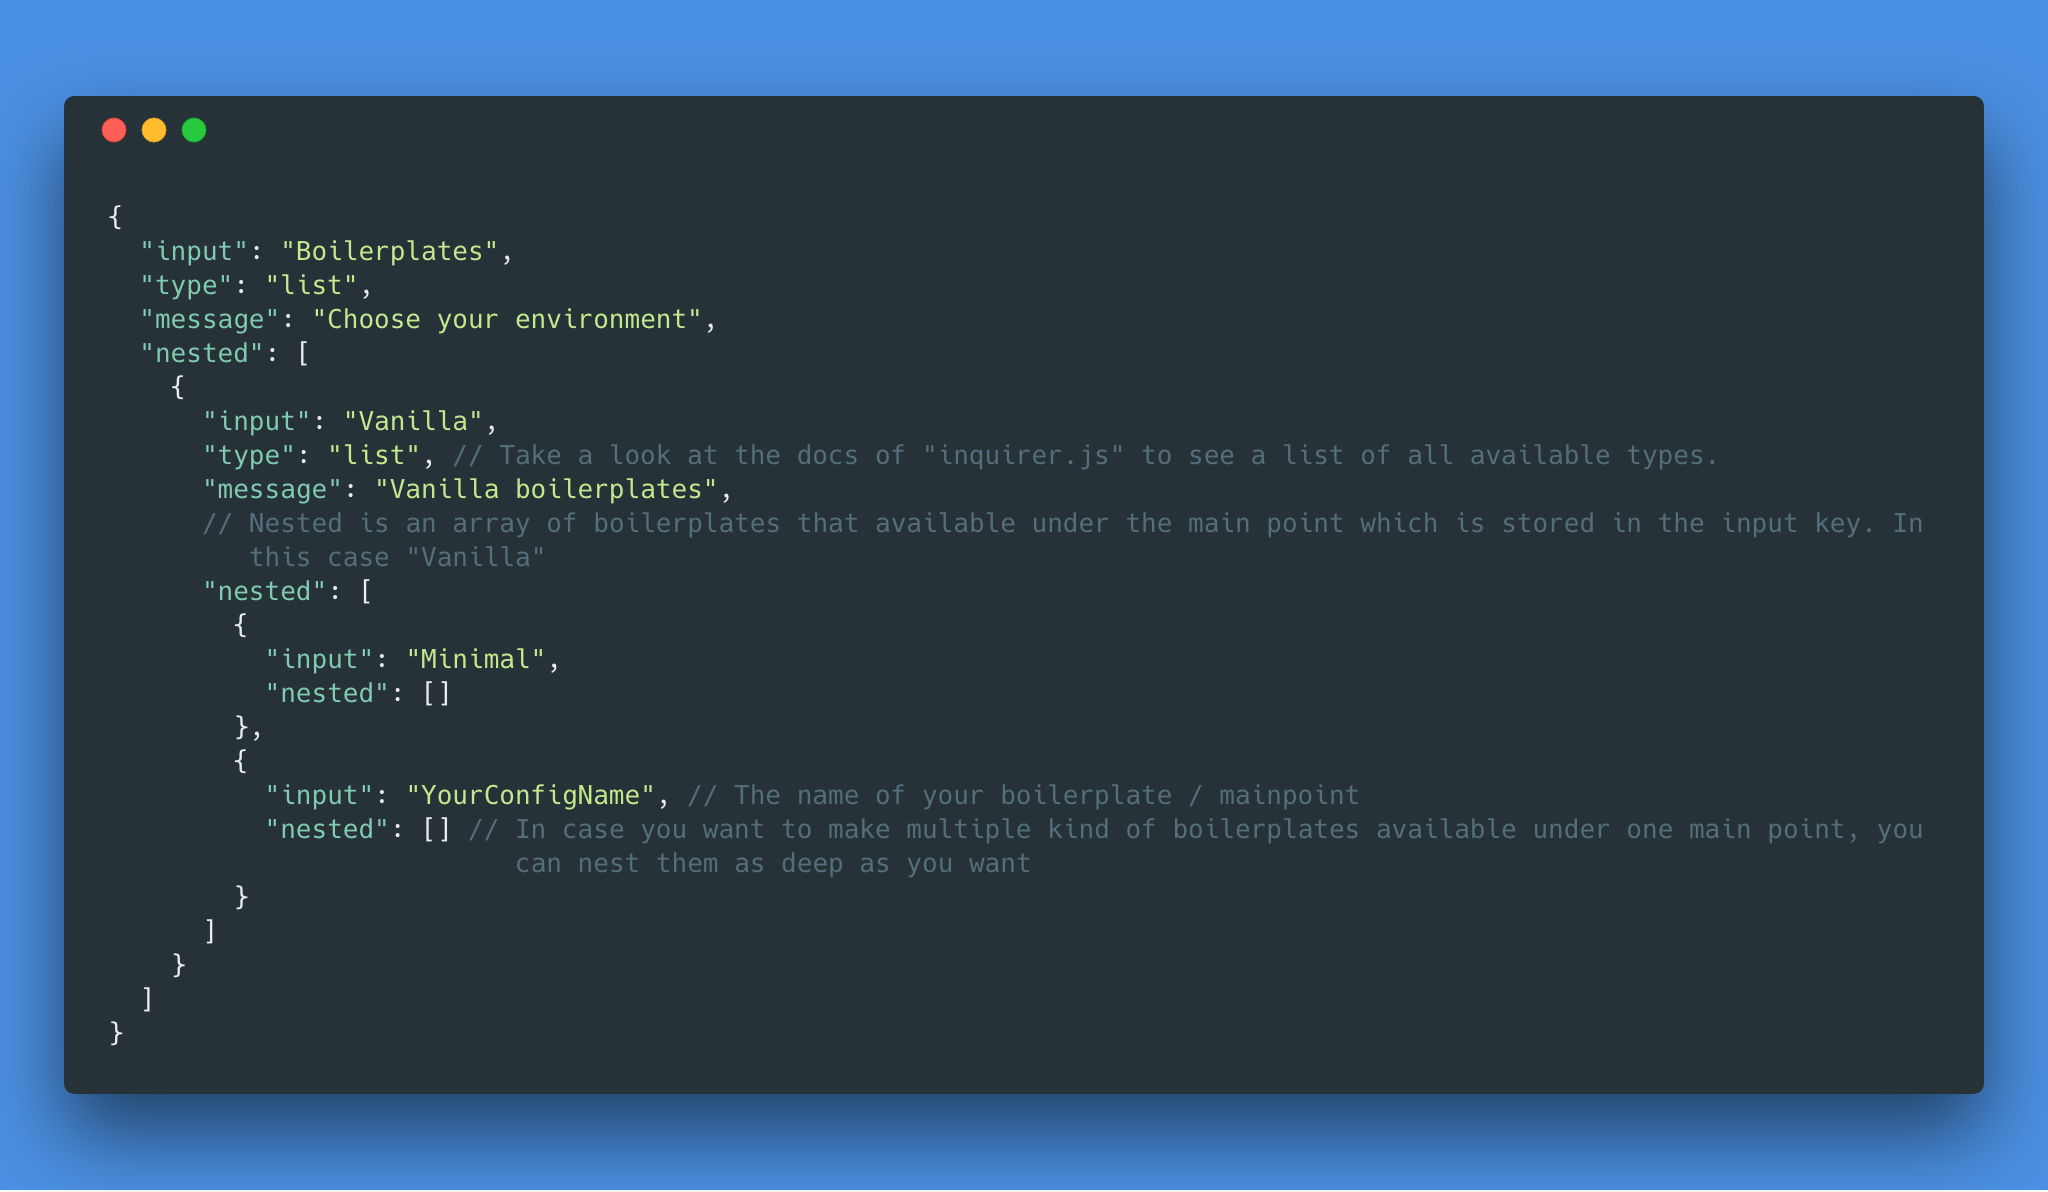 {
  "input": "Boilerplates",
  "type": "list",
  "message": "Choose your environment",
  "nested": [
    {
      "input": "Vanilla",
      "type": "list", // Take a look at the docs of "inquirer.js" to see a list of all available types.
      "message": "Vanilla boilerplates",
      // Nested is an array of boilerplates that available under the main point which is stored in the input key. In
         this case "Vanilla"
      "nested": [
        {
          "input": "Minimal",
          "nested": []
        },
        {
          "input": "YourConfigName", // The name of your boilerplate / mainpoint
          "nested": [] // In case you want to make multiple kind of boilerplates available under one main point, you
                          can nest them as deep as you want
        }
      ]
    }
  ]
}